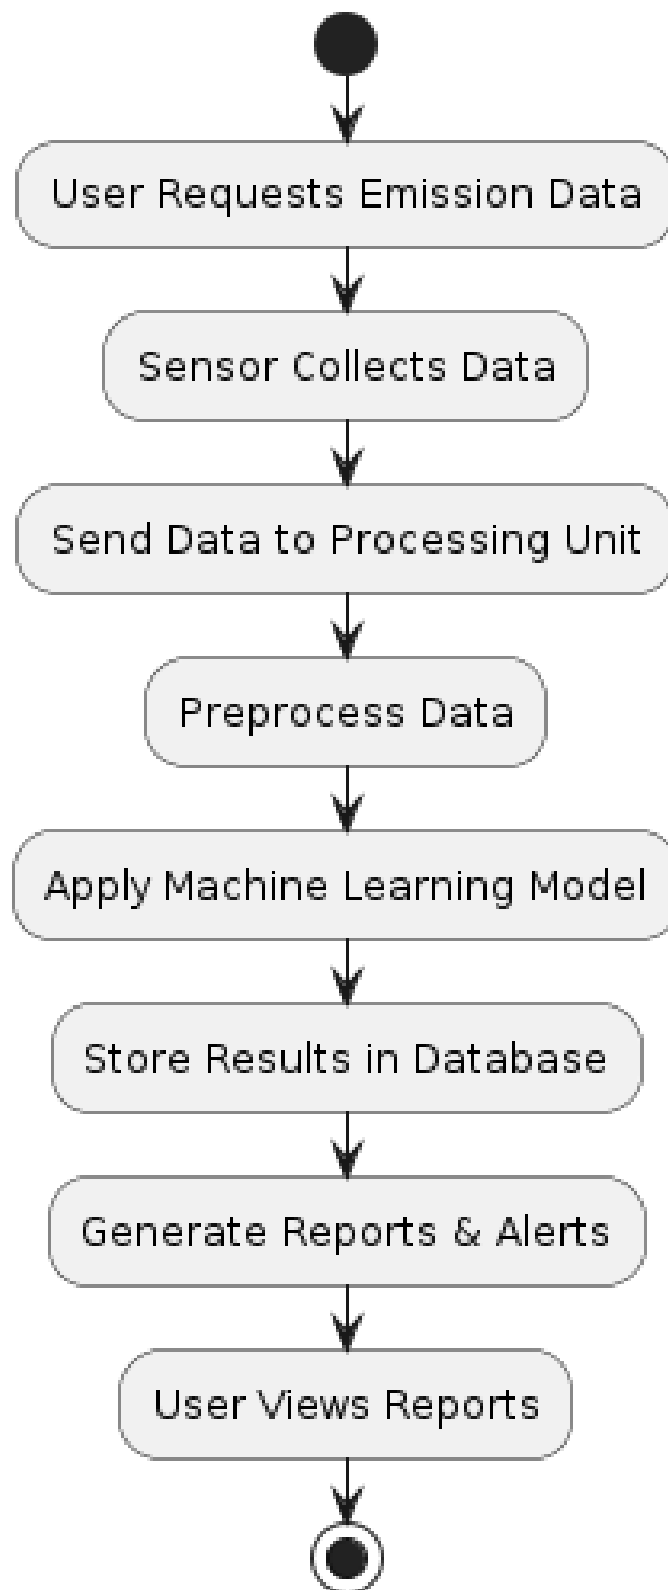 User Requests Emission Data
Sensor Collects Data
Send Data to Processing Unit
Preprocess Data
Apply Machine Learning Model
Store Results in Database
Generate Reports & Alerts
User Views Reports